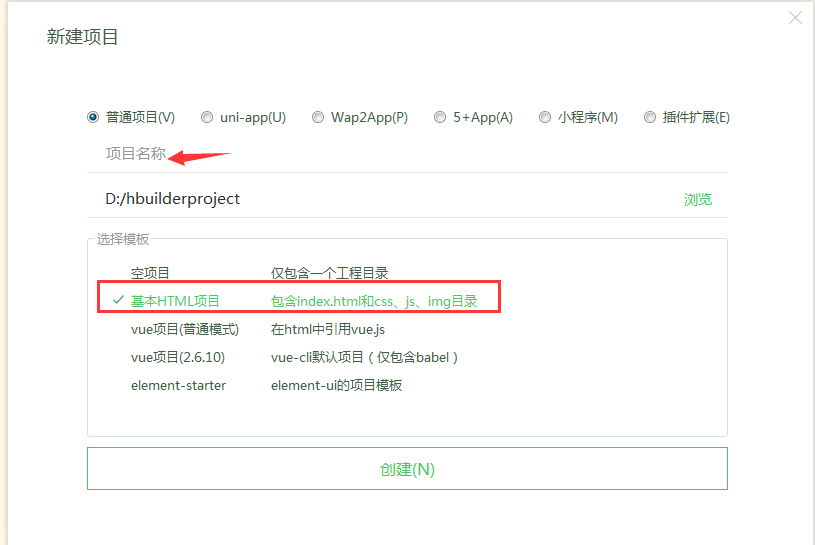 新建项目
普通项目(V) uni-app(U) Wap2App(P) 5+App(A) 小程序(M) 插件扩展(E)
项目名称
D:/hbuilderproject 浏览
选择模板
空项目 仅包含一个工程目录
基本HTML项目 包含index.html和css、js、img目录
vue项目(普通模式) 在html中引用vue.js
vue项目(2.6.10) vue-cli默认项目（仅包含babel）
element-starter element-ui的项目模板
创建(N)